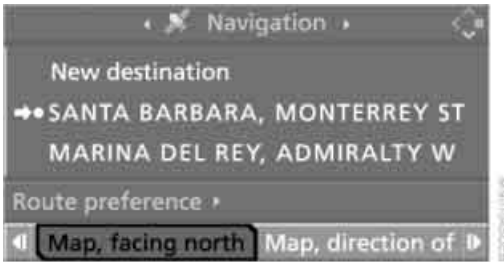 Navigation
New destination
SANTA BARBARA, MONTERREY ST
MARINA DEL REY, ADMIRALTY W
Route preference
Map, facing north Map, direction of